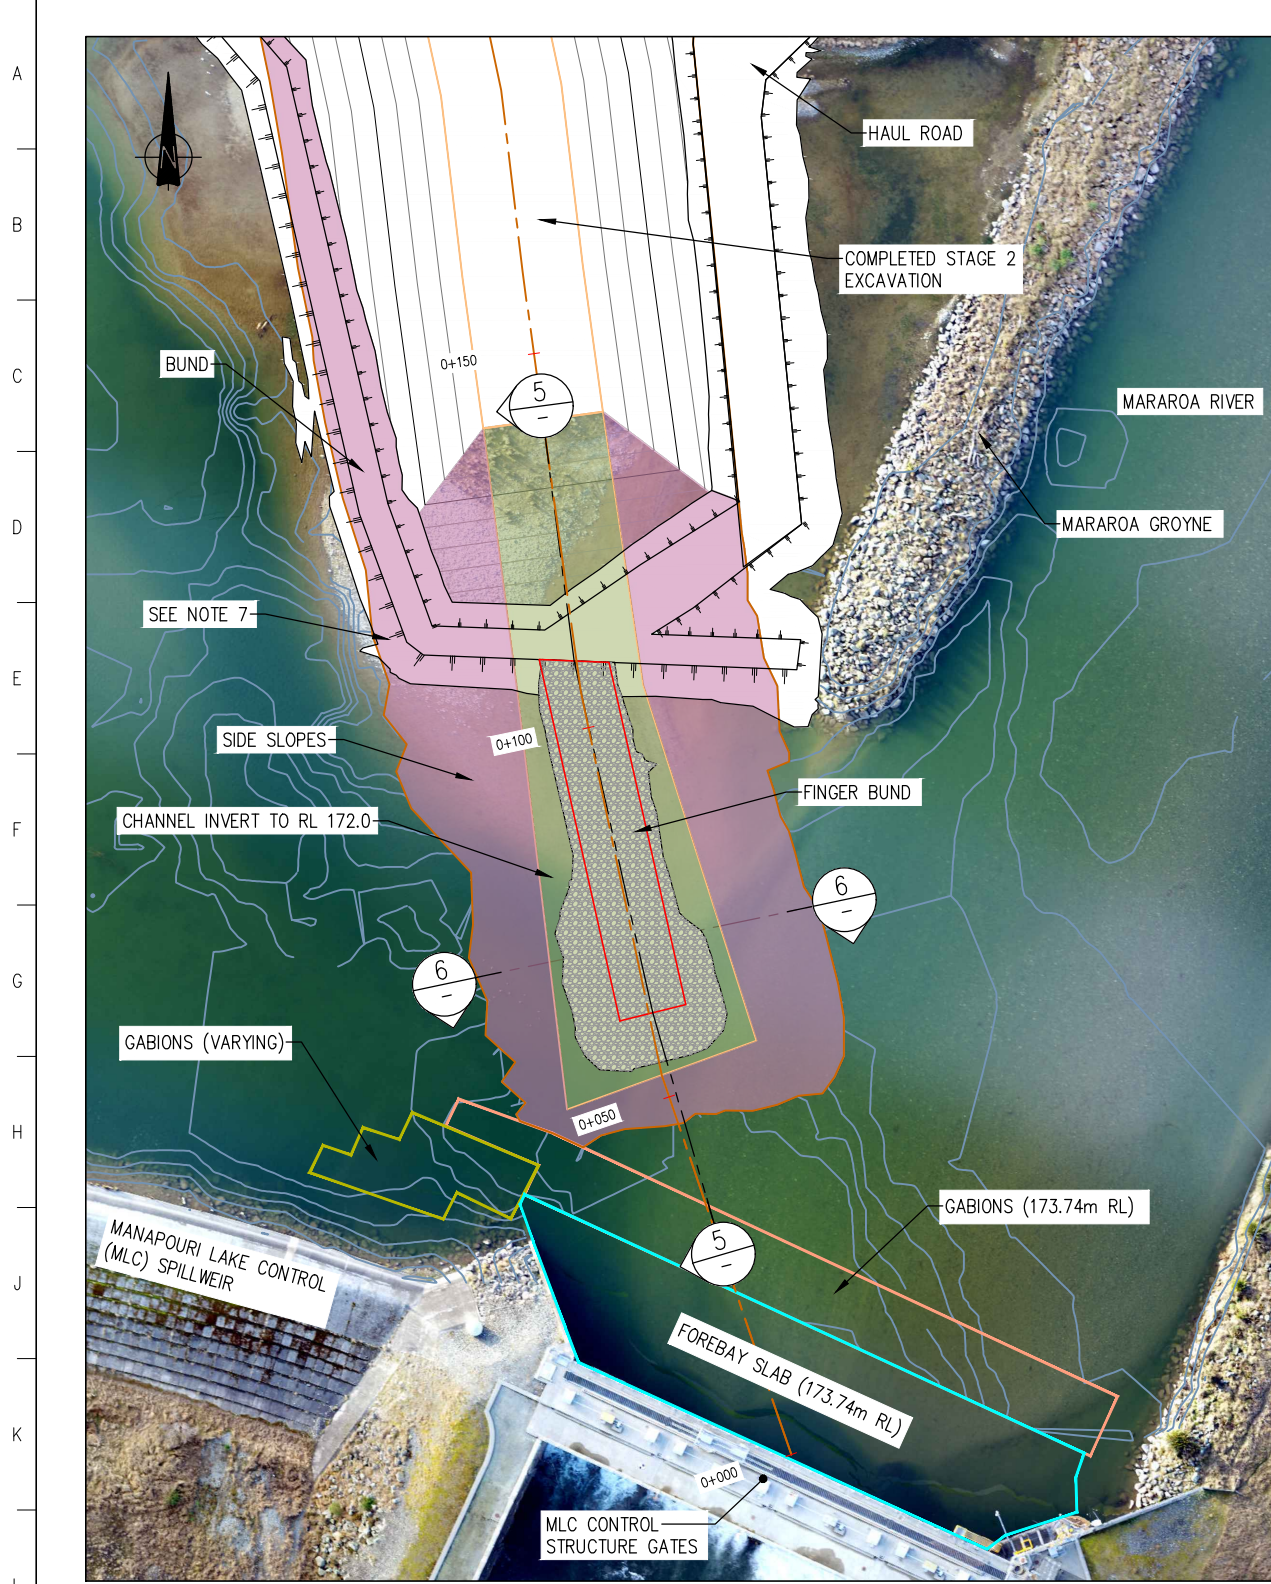 A
B
C
D
E
F
G
H
J
K
L
N
HAUL ROAD
COMPLETED STAGE 2
EXCAVATION
0+150
BUND
5
-
MARAROA RIVER
MARAROA GROYNE
SEE NOTE 7
0+100
SIDE SLOPES
FINGER BUND
CHANNEL INVERT TO RL 172.0
6
-
6
-
GABIONS (VARYING)
0+050
GABIONS (173.74m RL)
MANAPOURI LAKE CONTROL
(MLC) SPILLWEIR
5
-
FOREBAY SLAB (173.74m RL)
0+000
MLC CONTROL
STRUCTURE GATES